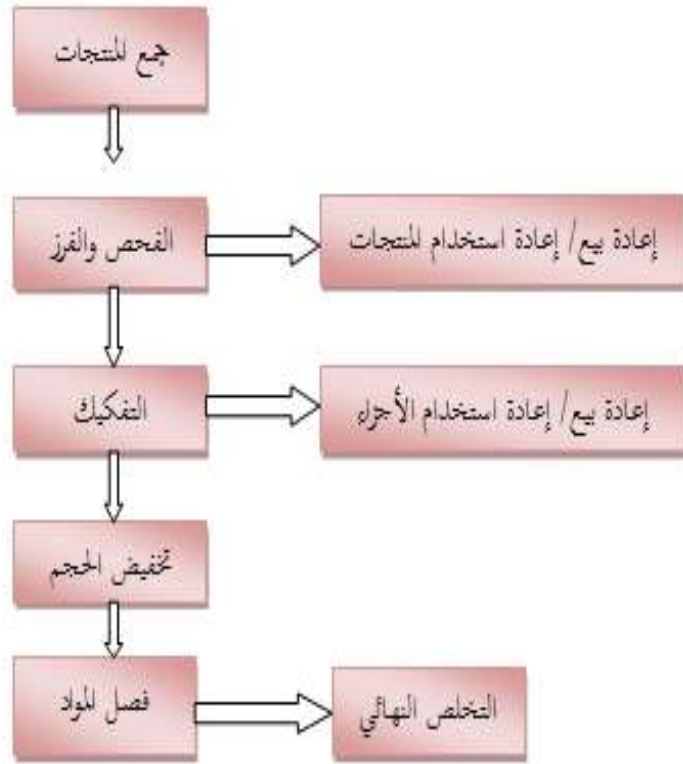 جمع المنتجات
الفحص والفرز
إعادة بيع/ إعادة استخدام المنتجات
التفكيك
إعادة بيع/ إعادة استخدام الأجزاء
تخفيض الحجم
فصل المواد
التخلص النهائي